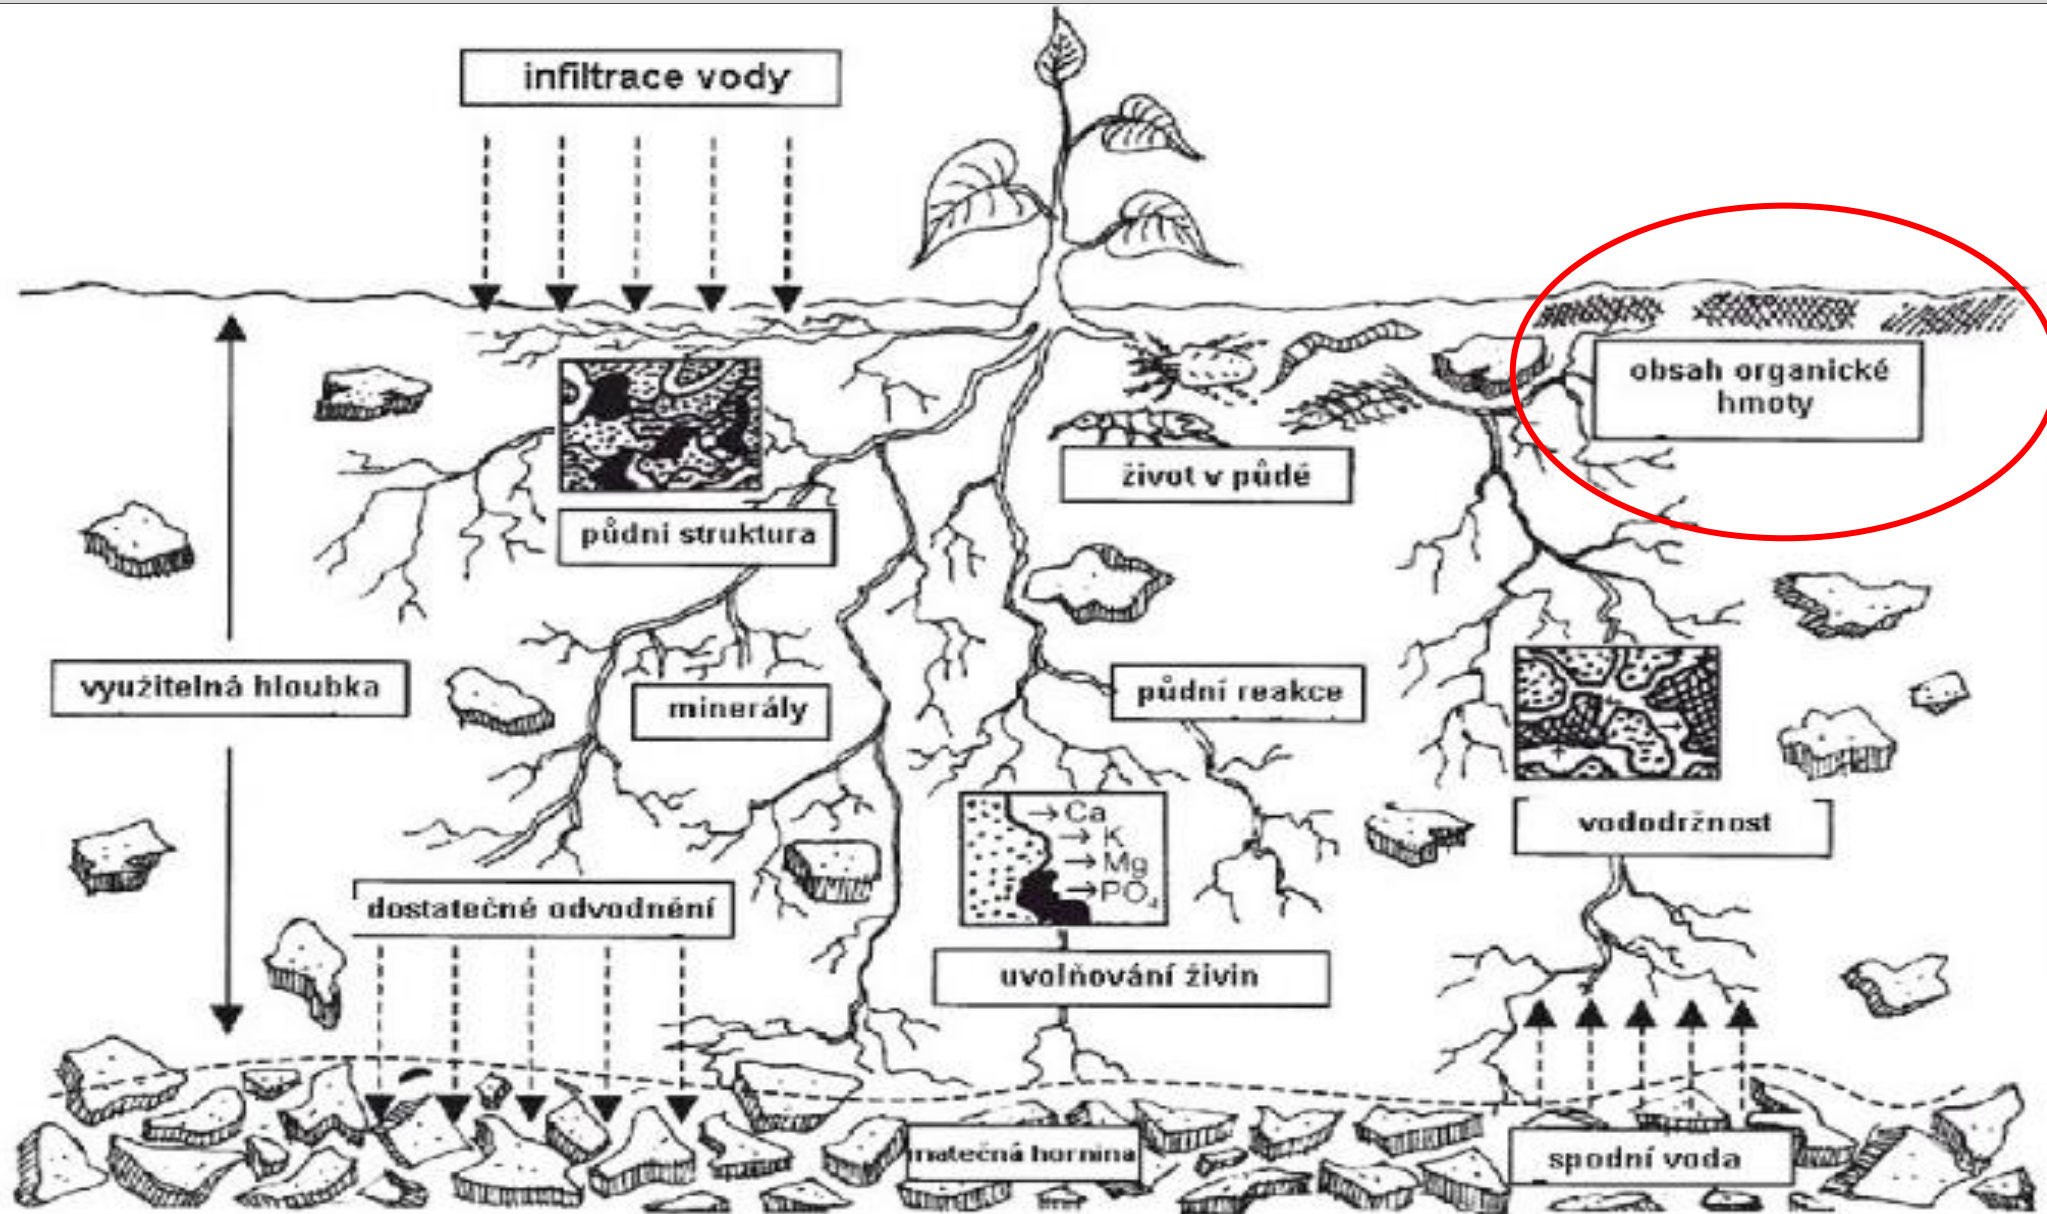 infiltrace vody
obsah organické
hmoty
život v půdě
půdní struktura
využitelná hloubka
minerály
půdní reakce
Ca
K
Mg
PO₄
vododržnost
dostatečné odvodnění
uvolňování živin
matečná hornina
spodní voda